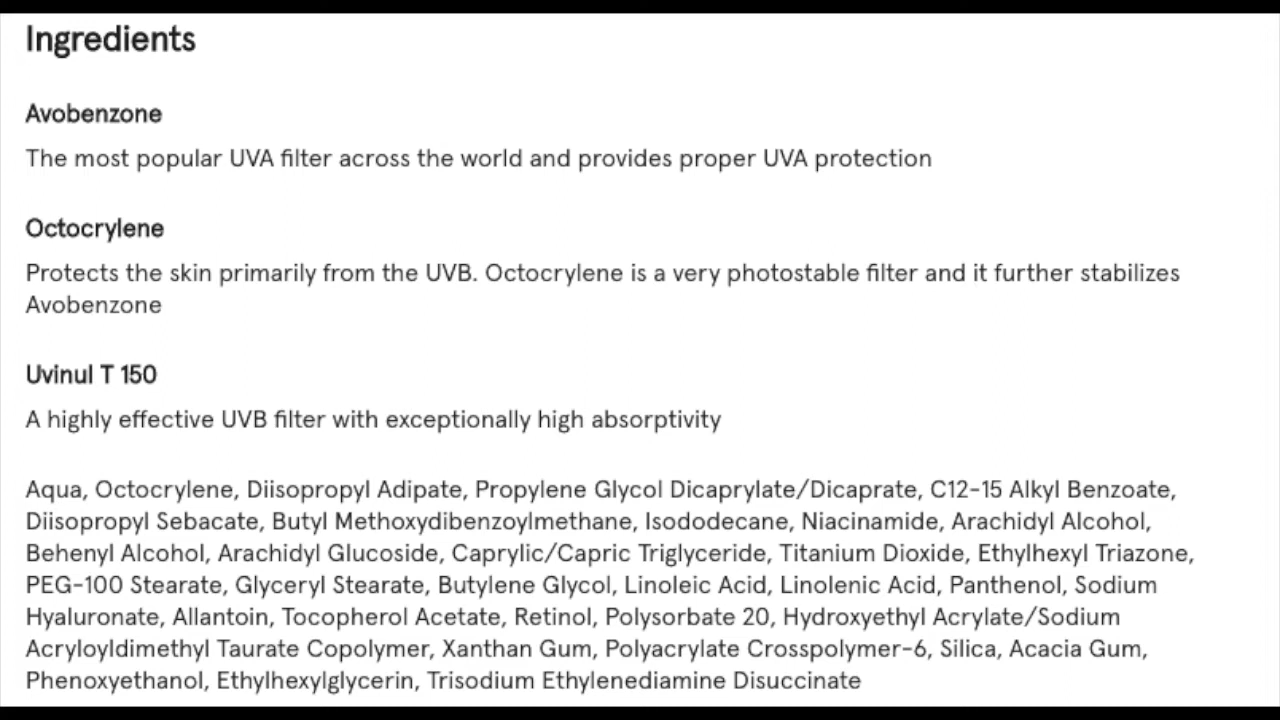 Ingredients
Avobenzone
The most popular UVA filter across the world and provides proper UVA protection
Octocrylene
Protects the skin primarily from the UVB. Octocrylene is a very photostable filter and it further stabilizes
Avobenzone
Uvinul T 150
A highly effective UVB filter with exceptionally high absorptivity
Aqua, Octocrylene, Diisopropyl Adipate, Propylene Glycol Dicaprylate/Dicaprate, C12-15 Alkyl Benzoate,
Diisopropyl Sebacate, Butyl Methoxydibenzoylmethane, Isododecane, Niacinamide, Arachidyl Alcohol,
Behenyl Alcohol, Arachidyl Glucoside, Caprylic/Capric Triglyceride, Titanium Dioxide, Ethylhexyl Triazone,
PEG-100 Stearate, Glyceryl Stearate, Butylene Glycol, Linoleic Acid, Linolenic Acid, Panthenol, Sodium
Hyaluronate, Allantoin, Tocopherol Acetate, Retinol, Polysorbate 20, Hydroxyethyl Acrylate/Sodium
Acryloyldimethyl Taurate Copolymer, Xanthan Gum, Polyacrylate Crosspolymer-6, Silica, Acacia Gum,
Phenoxyethanol, Ethylhexylglycerin, Trisodium Ethylenediamine Disuccinate